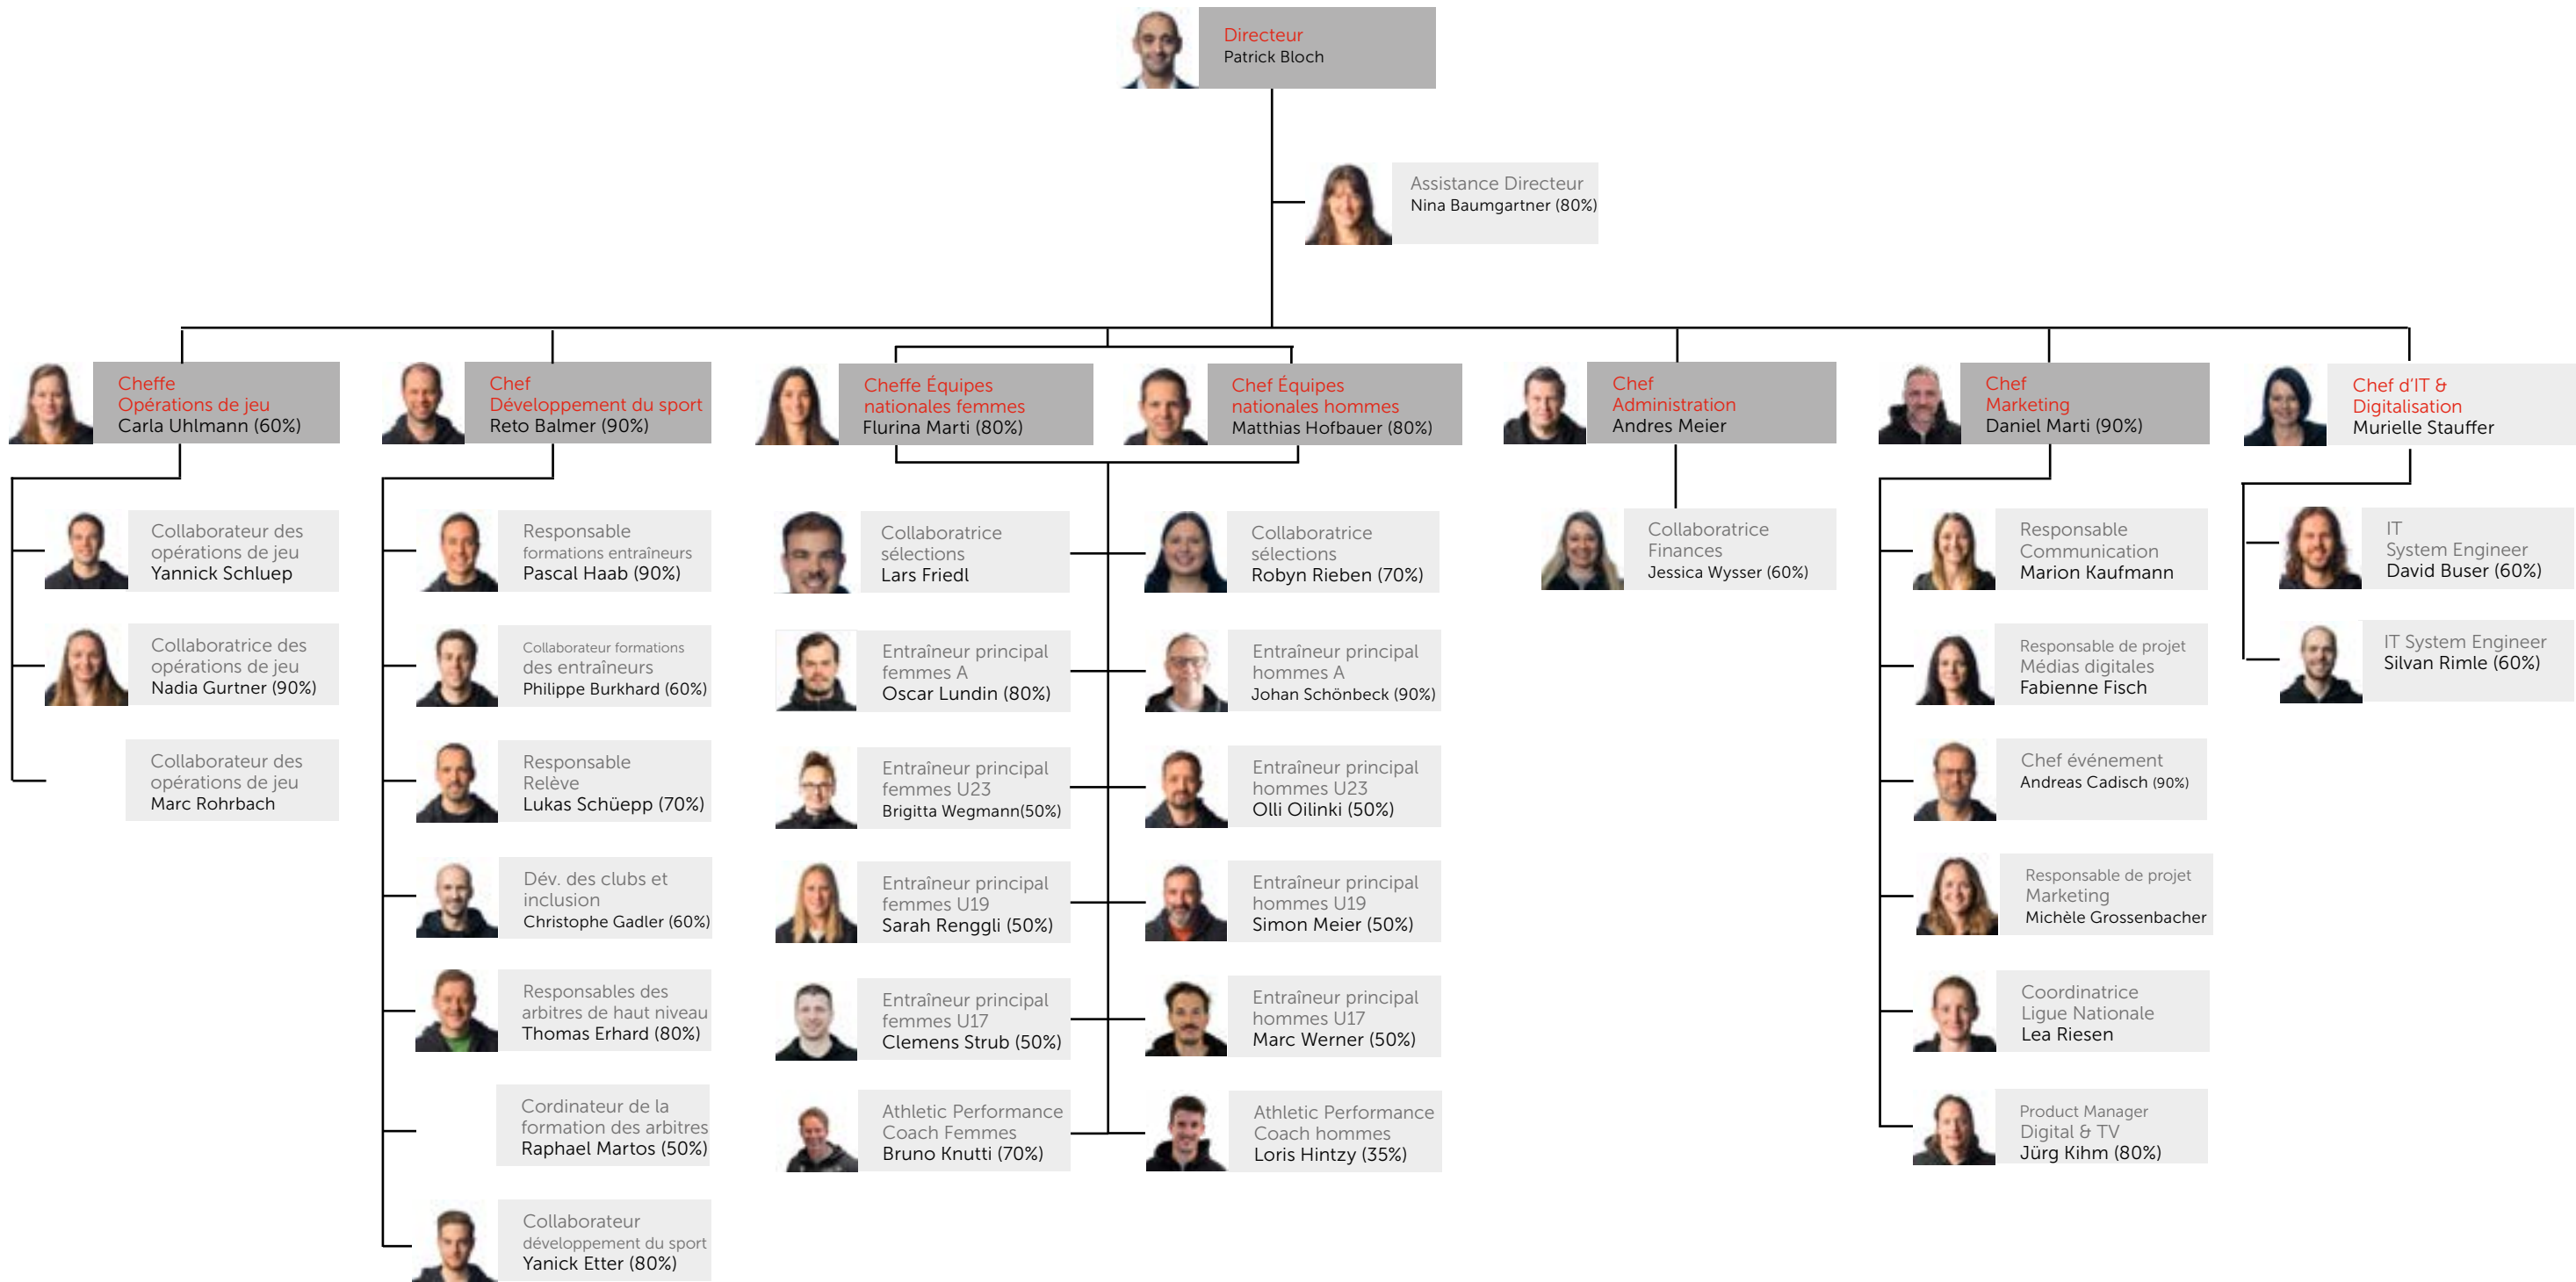 Directeur
Patrick Bloch
Assistance Directeur
Nina Baumgartner (80%)
Cheffe
Opérations de jeu
Carla Uhlmann (60%)
Chef
Développement du sport
Reto Balmer (90%)
Cheffe Équipes
nationales femmes
Flurina Marti (80%)
Chef Équipes
nationales hommes
Matthias Hofbauer (80%)
Chef
Administration
Andres Meier
Chef
Marketing
Daniel Marti (90%)
Chef d'IT &
Digitalisation
Murielle Stauffer
Collaborateur des
opérations de jeu
Yannick Schluep
Collaboratrice des
opérations de jeu
Nadia Gurtner (90%)
Collaborateur des
opérations de jeu
Marc Rohrbach
Responsable
formations entraîneurs
Pascal Haab (90%)
Collaborateur formations
des entraîneurs
Philippe Burkhard (60%)
Responsable
Relève
Lukas Schüepp (70%)
Dév. des clubs et
inclusion
Christophe Gadler (60%)
Responsables des
arbitres de haut niveau
Thomas Erhard (80%)
Cordinateur de la
formation des arbitres
Raphael Martos (50%)
Collaborateur
développement du sport
Yanick Etter (80%)
Collaboratrice
sélections
Lars Friedl
Entraîneur principal
femmes A
Oscar Lundin (80%)
Entraîneur principal
femmes U23
Brigitta Wegmann(50%)
Entraîneur principal
femmes U19
Sarah Renggli (50%)
Entraîneur principal
femmes U17
Clemens Strub (50%)
Athletic Performance
Coach Femmes
Bruno Knutti (70%)
Collaboratrice
sélections
Robyn Rieben (70%)
Entraîneur principal
hommes A
Johan Schönbeck (90%)
Entraîneur principal
hommes U23
Olli Oilinki (50%)
Entraîneur principal
hommes U19
Simon Meier (50%)
Entraîneur principal
hommes U17
Marc Werner (50%)
Athletic Performance
Coach hommes
Loris Hintzy (35%)
Collaboratrice
Finances
Jessica Wysser (60%)
Responsable
Communication
Marion Kaufmann
Responsable de projet
Médias digitales
Fabienne Fisch
Chef événement
Andreas Cadisch (90%)
Responsable de projet
Marketing
Michèle Grossenbacher
Coordinatrice
Ligue Nationale
Lea Riesen
Product Manager
Digital & TV
Jürg Kihm (80%)
IT
System Engineer
David Buser (60%)
IT System Engineer
Silvan Rimle (60%)